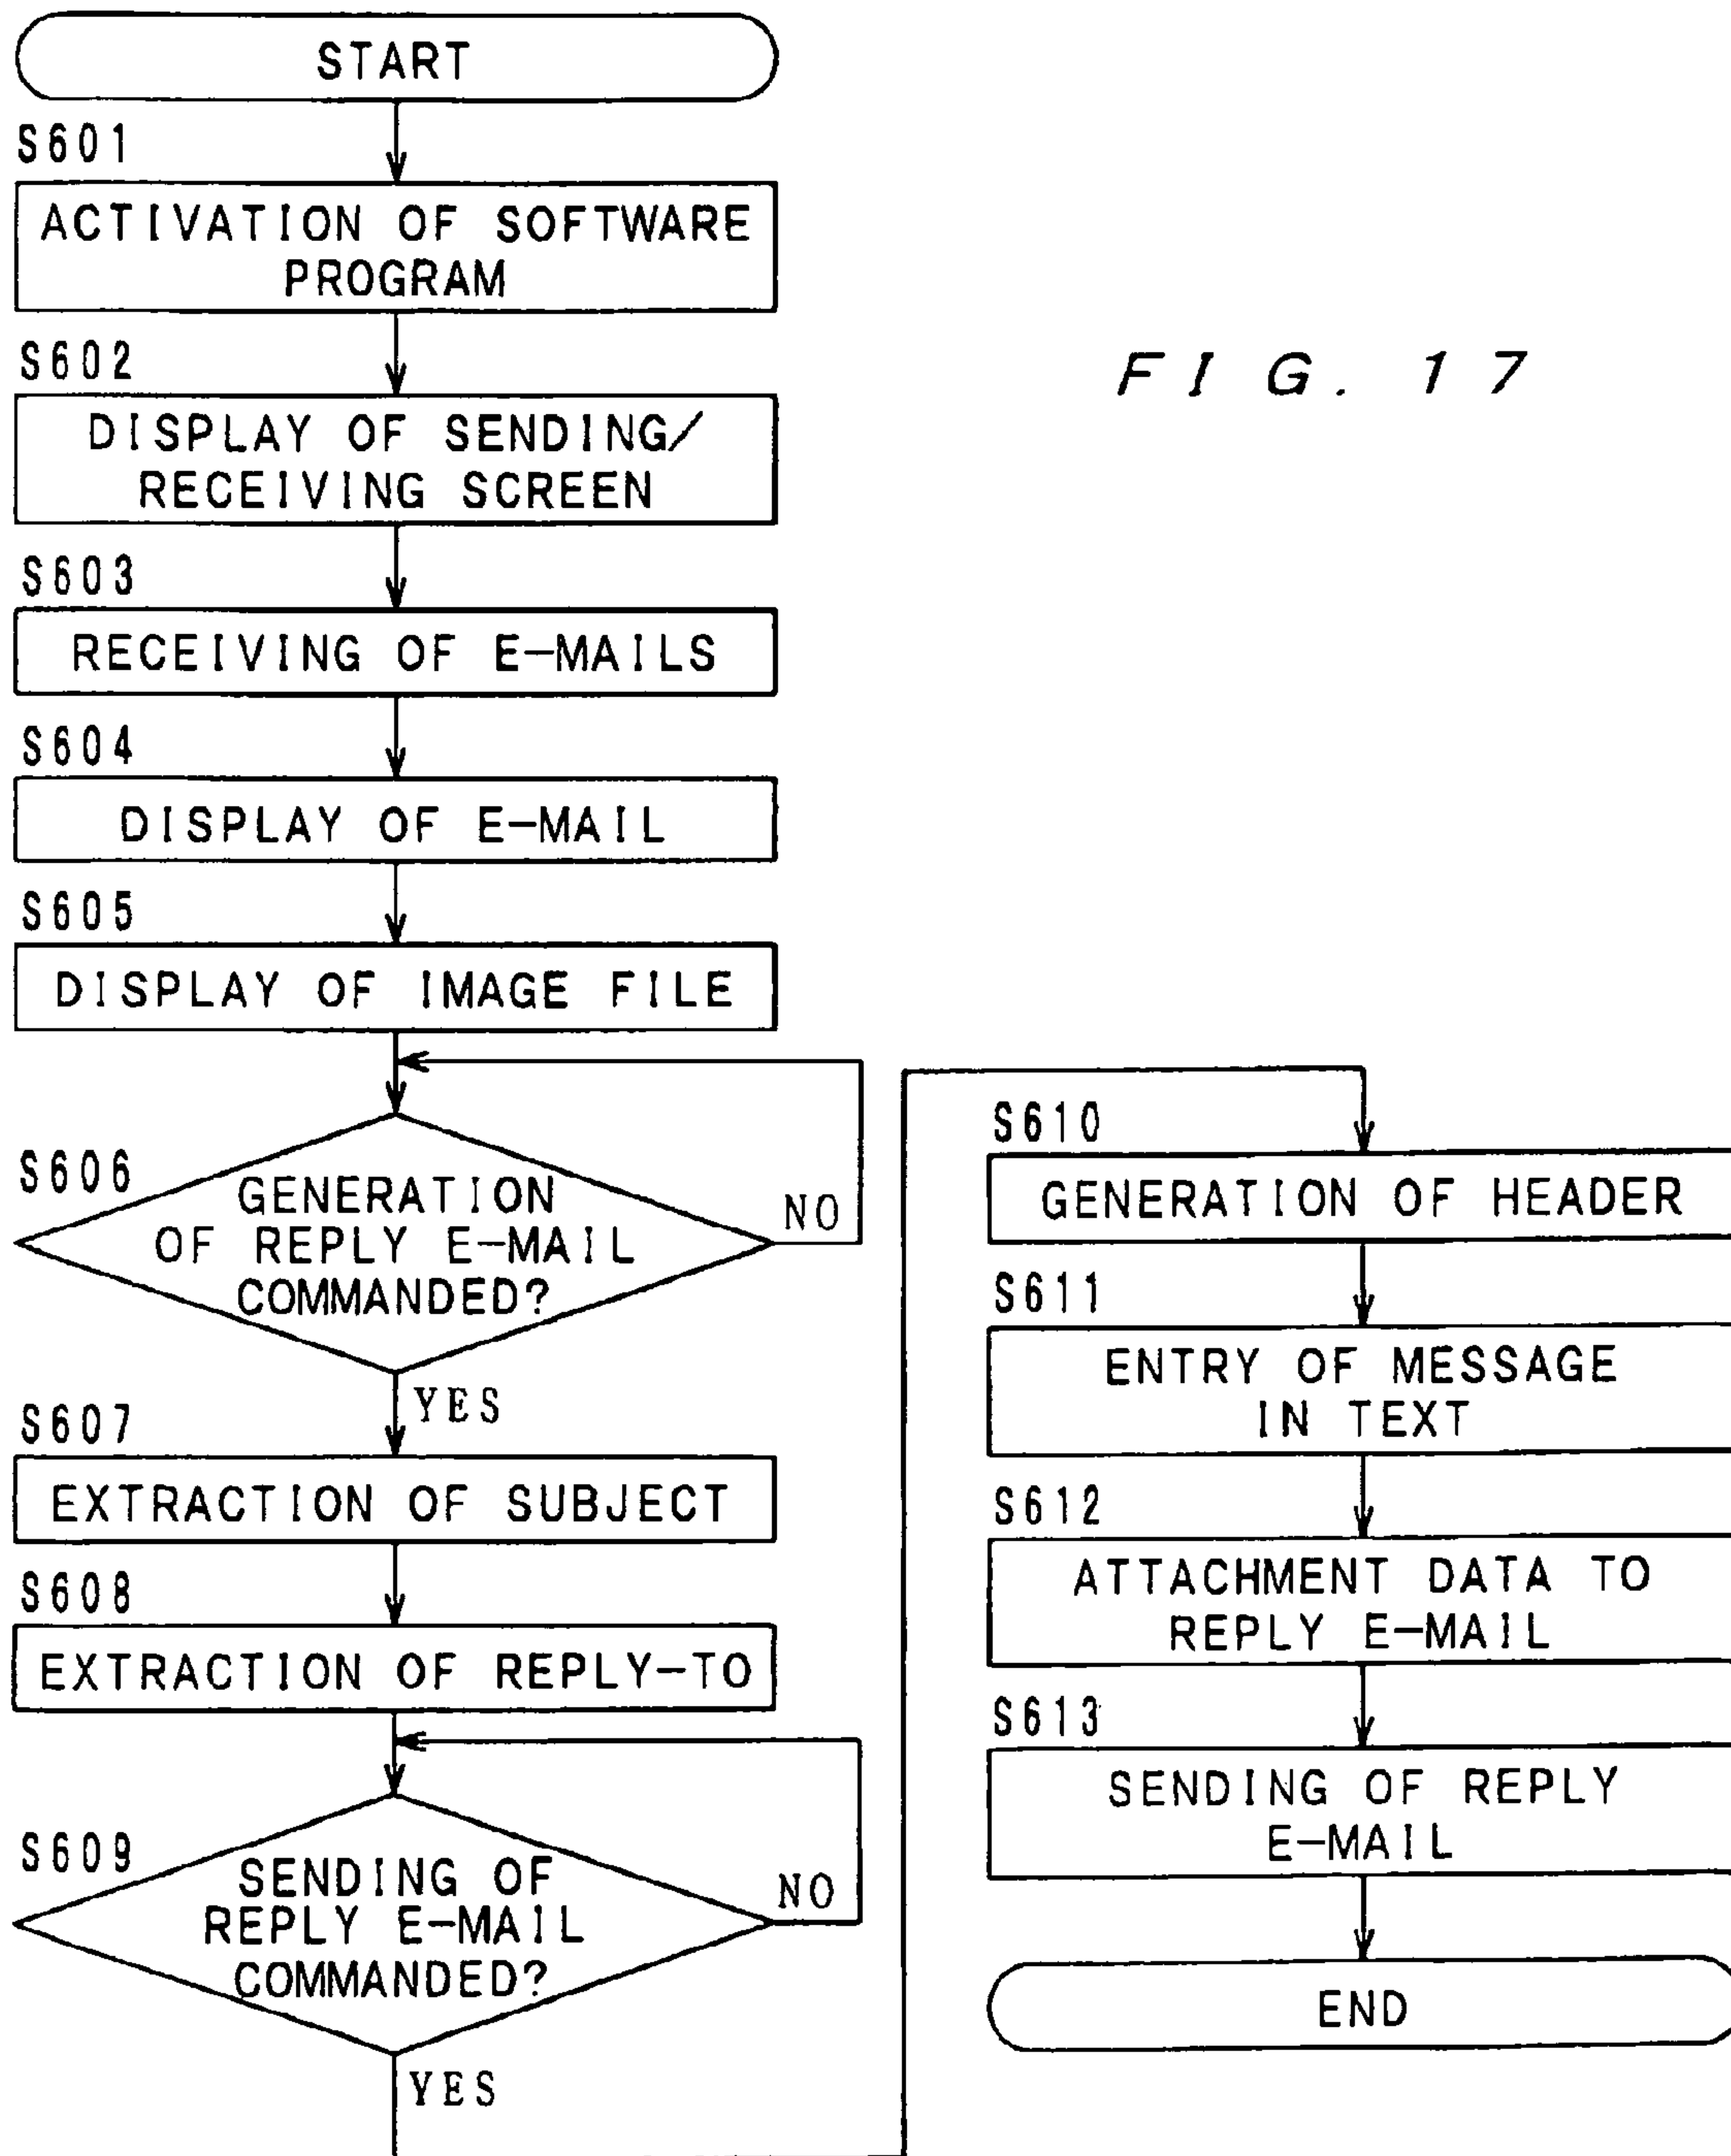 START
S601
ACTIVATION OF SOFTWARE
PROGRAM
S602
DISPLAY OF SENDING/
RECEIVING SCREEN
S603
RECEIVING OF E-MAILS
S604
DISPLAY OF E-MAIL
S605
DISPLAY OF IMAGE FILE
S606
GENERATION
OF REPLY E-MAIL
COMMANDED?
NO
YES
S607
EXTRACTION OF SUBJECT
S608
EXTRACTION OF REPLY-TO
S609
SENDING OF
REPLY E-MAIL
COMMANDED?
NO
YES
FIG. 17
S610
GENERATION OF HEADER
S611
ENTRY OF MESSAGE
IN TEXT
S612
ATTACHMENT DATA TO
REPLY E-MAIL
S613
SENDING OF REPLY
E-MAIL
END